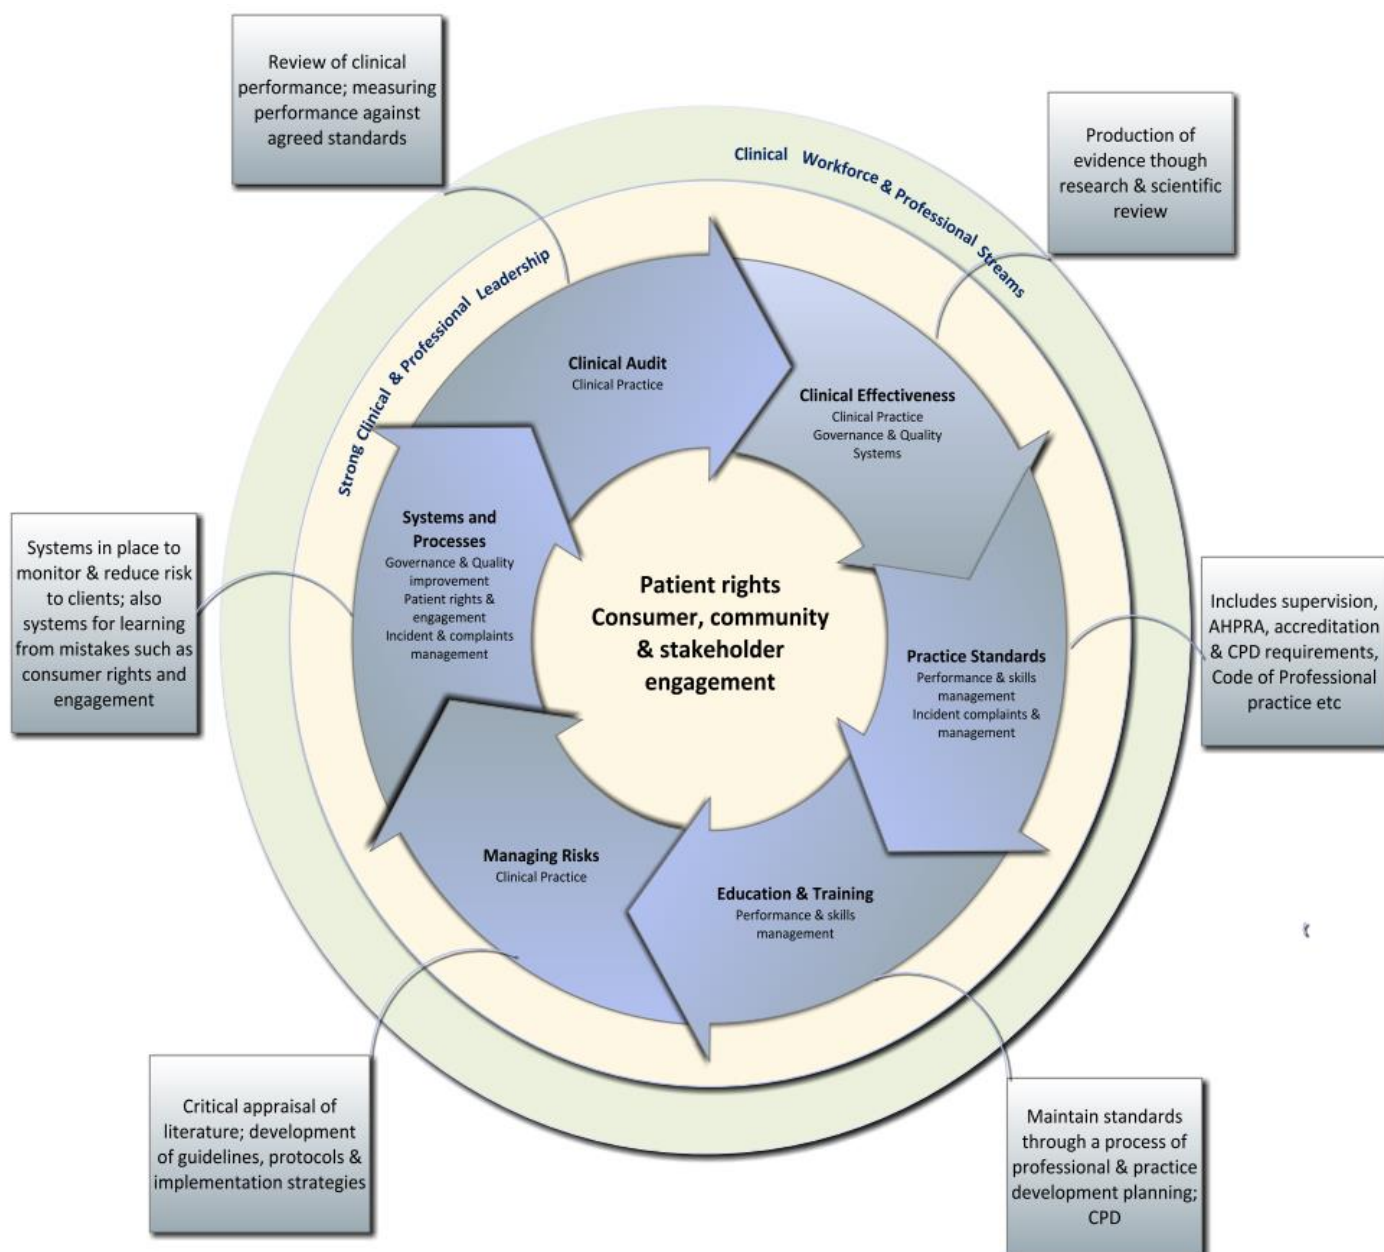 Review of clinical
performance; measuring
performance against
agreed standards
Production of
evidence though
research & scientific
review
Clinical Workforce & Professional Streams
Strong Clinical & Professional Leadership
Clinical Audit
Clinical Practice
Clinical Effectiveness
Clinical Practice
Governance & Quality
Systems
Systems and
Processes
Governance & Quality
improvement
Patient rights &
engagement
Incident & complaints
management
Patient rights
Consumer, community
& stakeholder
engagement
Practice Standards
Performance & skills
management
Incident complaints &
management
Systems in place to
monitor & reduce risk
to clients; also
systems for learning
from mistakes such as
consumer rights and
engagement
Includes supervision,
AHPRA, accreditation
& CPD requirements,
Code of Professional
practice etc
Managing Risks
Clinical Practice
Education & Training
Performance & skills
management
Critical appraisal of
literature; development
of guidelines, protocols &
implementation strategies
Maintain standards
through a process of
professional & practice
development planning;
CPD